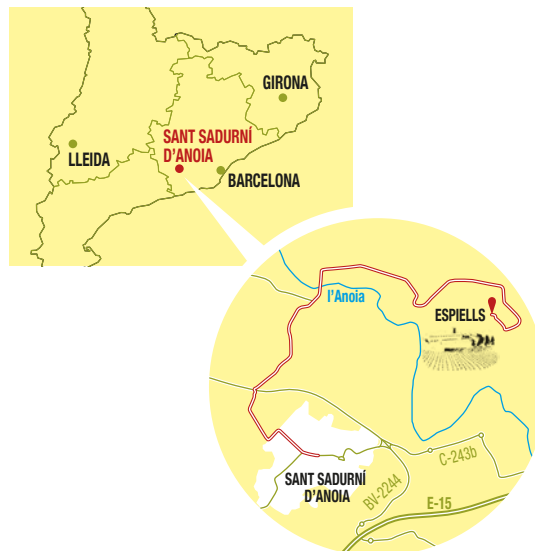 GIRONA
SANT SADURNÍ
D'ANOIA
LLEIDA
BARCELONA
l'Anoia
ESPIELLS
C-243b
SANT SADURNÍ
D'ANOIA
BV-2244
E-15